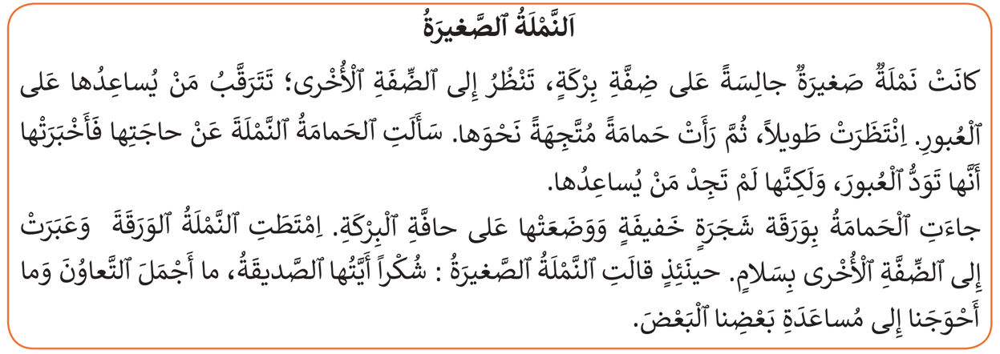 اَلنَّمْلَةُ ٱلصَّغيرَةُ
كانَتْ نَمْلَةٌ صَغيرَةٌ جالِسَةً عَلى ضِفَّةِ بِرْكَةٍ، تَنْظُرُ إِلى ٱلضِّفَةِ ٱلْأُخْرى؛ تَتَرَقَّبُ مَنْ يُساعِدُها عَلى
ٱلْعُبورِ. اِنْتَظَرَتْ طَويلاً، ثُمَّ رَأَتْ حَمامَةً مُتَّجِهَةً نَحْوَها. سَأَلَتِ ٱلحَمامَةُ ٱلنَّمْلَةَ عَنْ حاجَتِها فَأَخْبَرَتْها
أَنَّها تَوَدُّ ٱلْعُبورَ، وَلَكِنَّها لَمْ تَجِدْ مَنْ يُساعِدُها.
جاءَتِ ٱلْحَمامَةُ بِوَرَقَة شَجَرَةٍ خَفيفَةٍ وَوَضَعَتْها عَلى حافَّةِ ٱلْبِرْكَةِ. اِمْتَطَتِ ٱلنَّمْلَةُ ٱلوَرَقَةَ وَعَبَرَتْ
إِلى ٱلضِّفَّةِ ٱلْأُخْرى بِسَلامٍ. حينَئِذٍ قالَتِ ٱلنَّمْلَةُ ٱلصَّغيرَةُ : شُكْراً أَيَّتُها ٱلصَّديقَةُ، ما أَجْمَلَ ٱلتَّعاوُنَ وَما
أَحْوَجَنا إِلى مُساعَدَةِ بَعْضِنا ٱلْبَعْضَ.